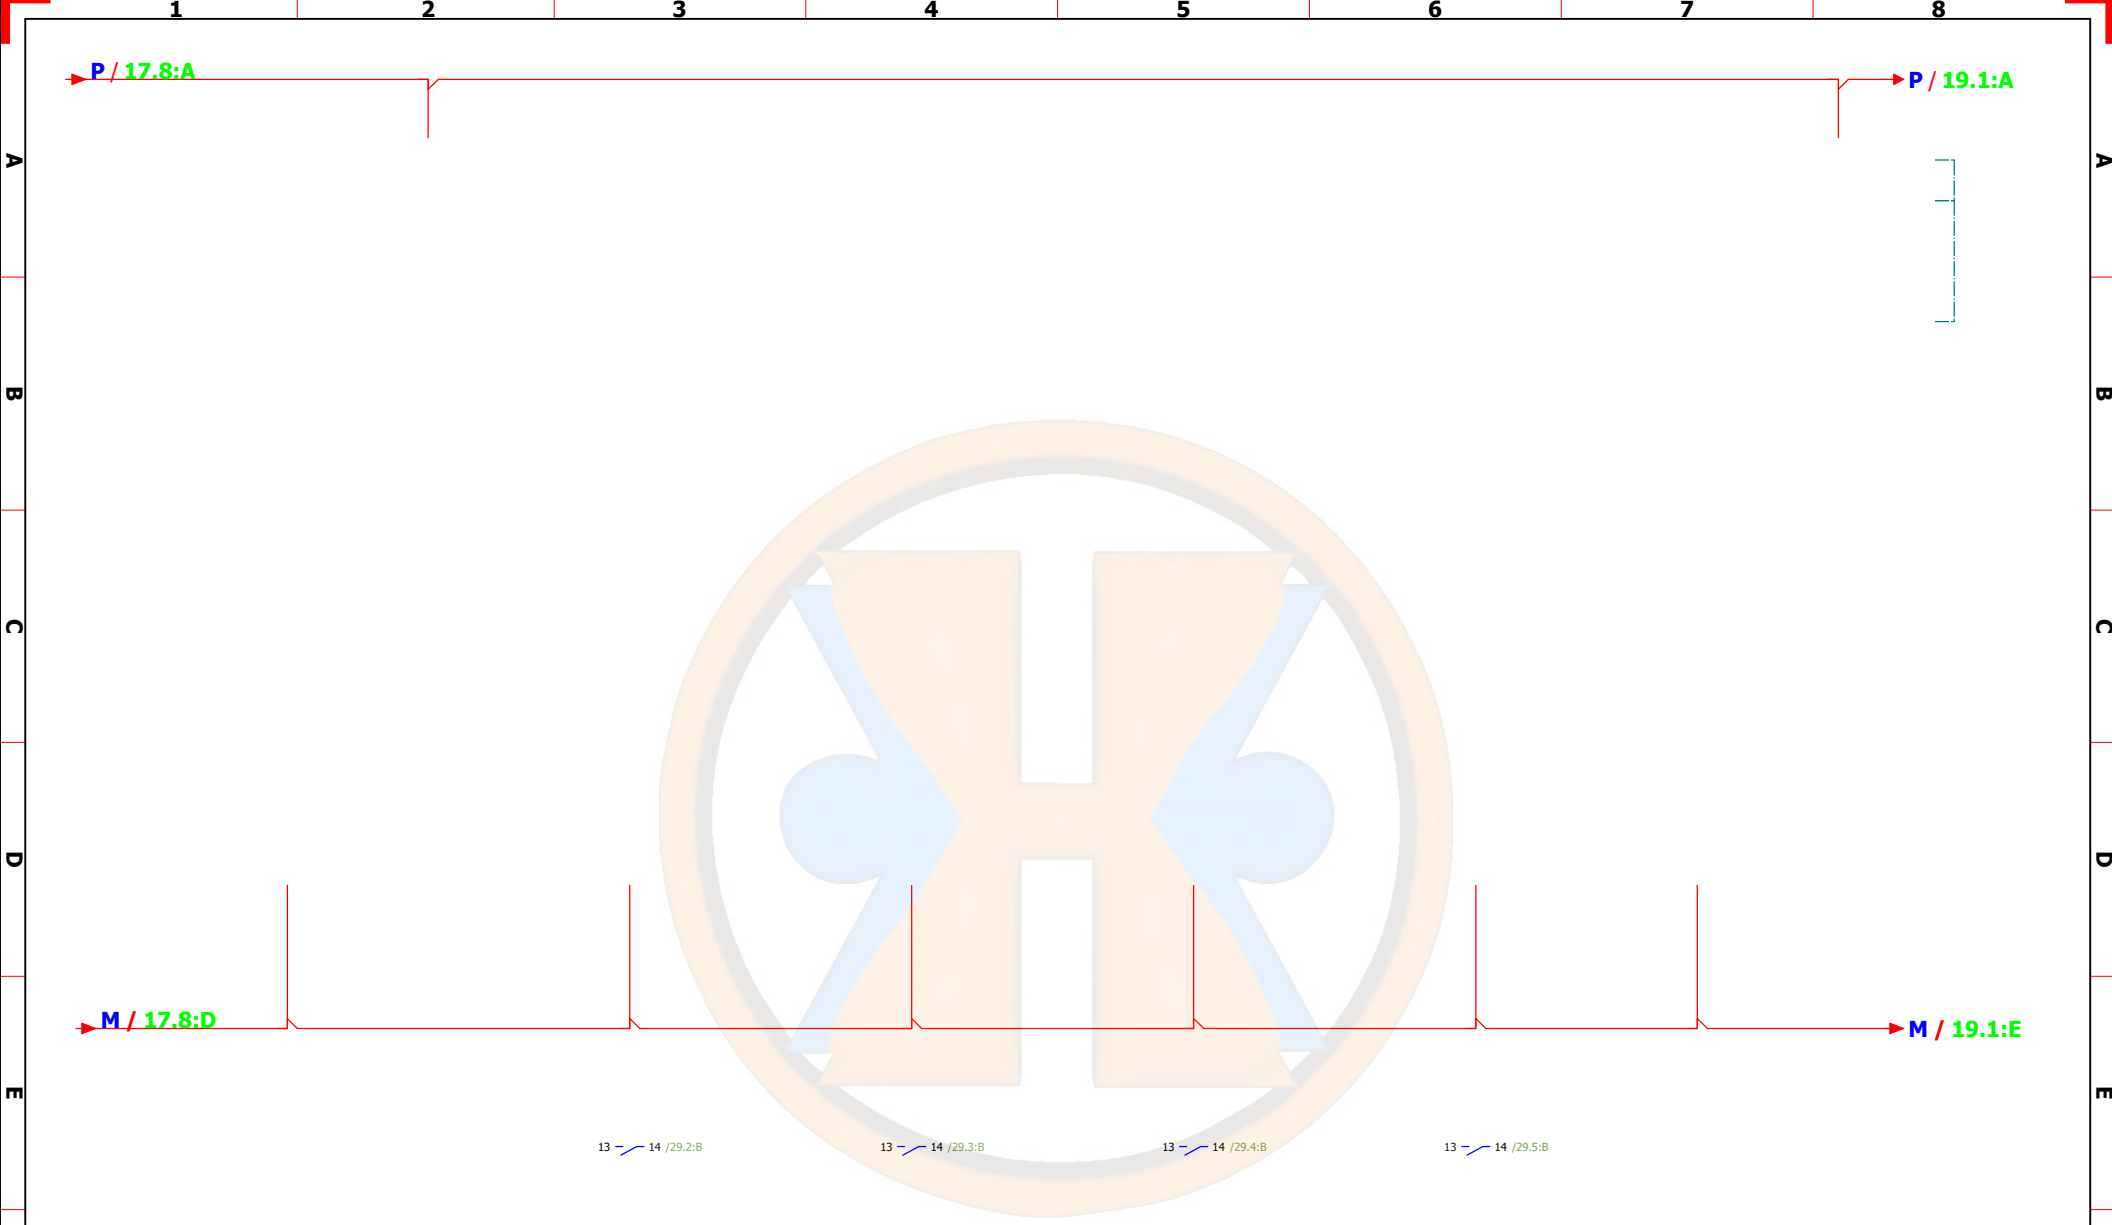 1 2 3 4 5 6 7 8
P / 17.8:A
P / 19.1:A
A A
B B
C C
D D
M / 17.8:D
M / 19.1:E
E E
13 14 /29.2:B
13 14 /29.3:B
13 14 /29.4:B
13 14 /29.5:B